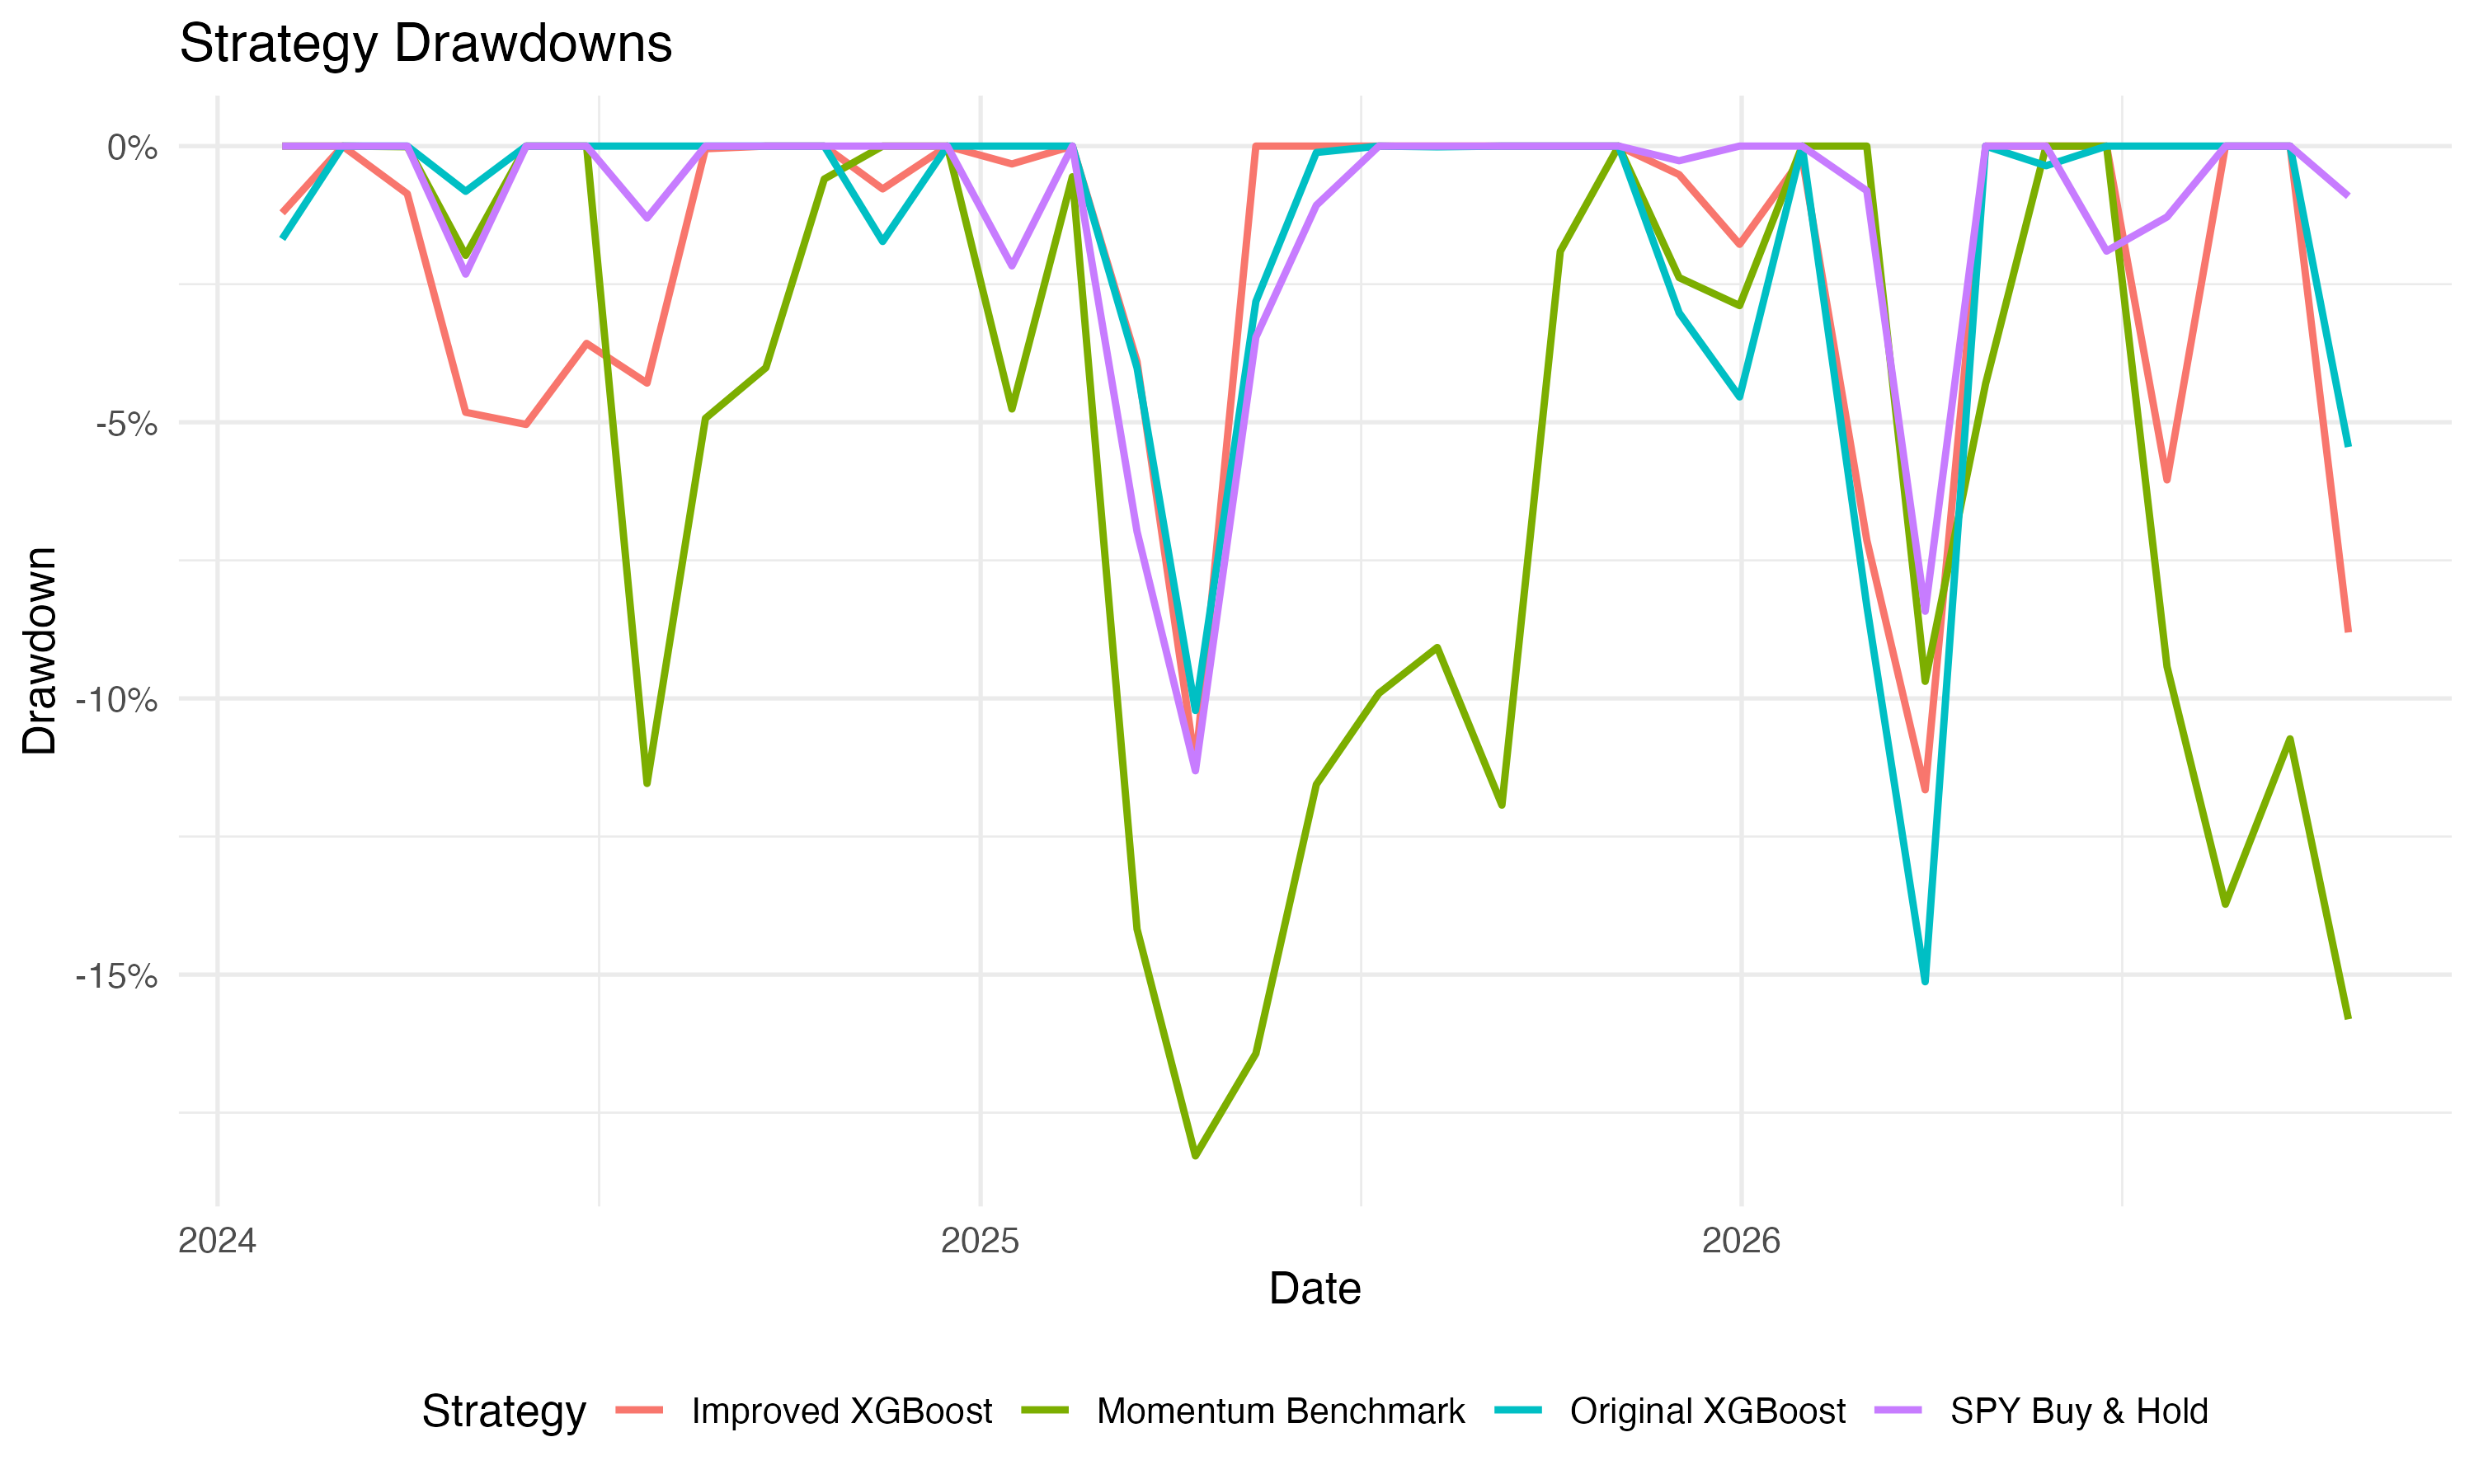 Strategy Drawdowns
Drawdown
0%
-5%
-10%
-15%
2024 2025 2026
Date
Strategy Improved XGBoost Momentum Benchmark Original XGBoost SPY Buy & Hold